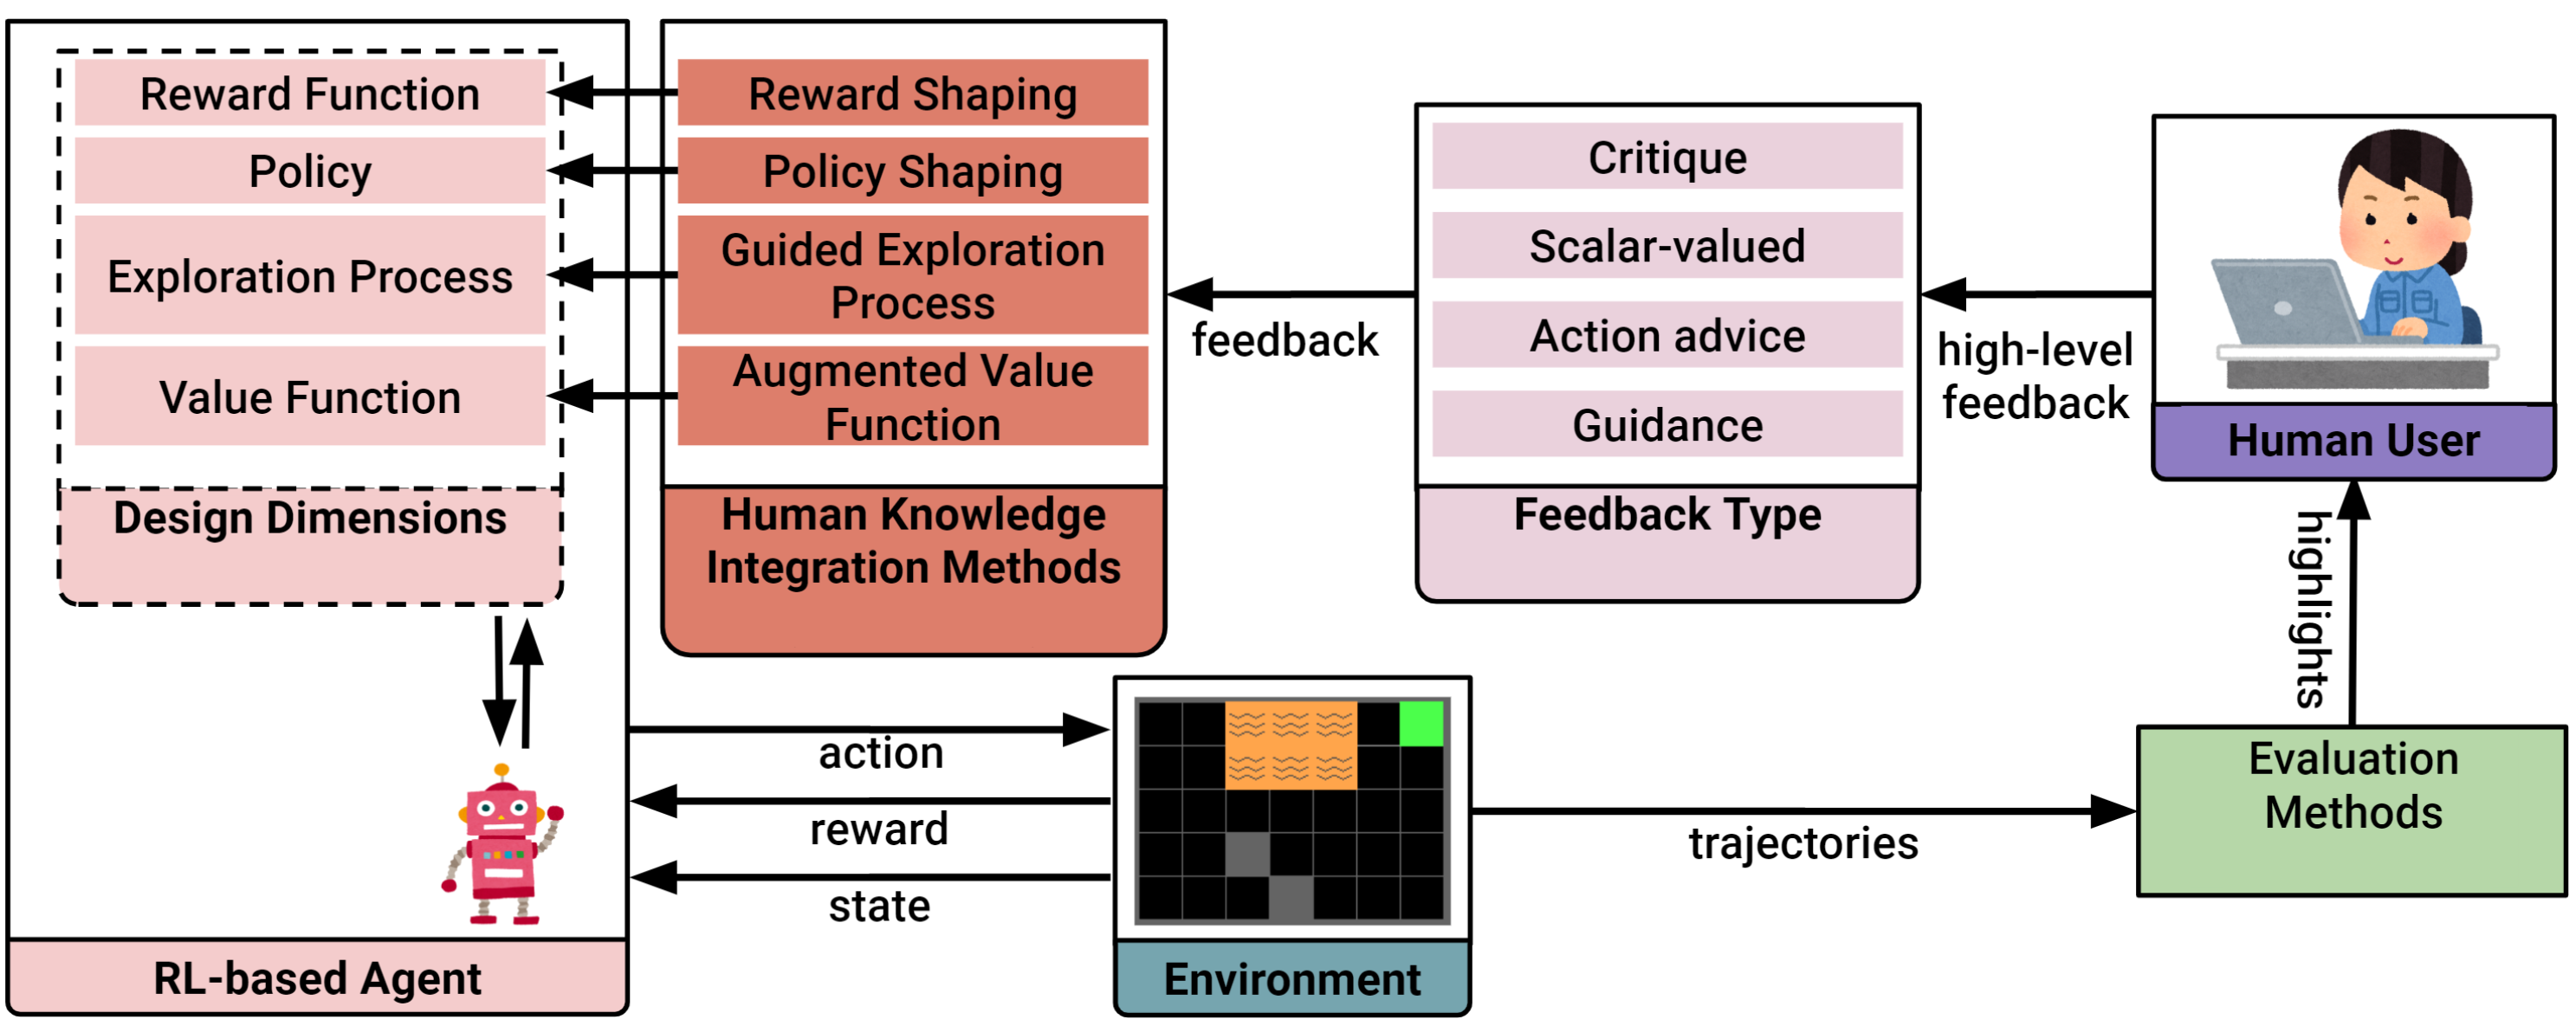 Reward Function
Policy
Exploration Process
Value Function
Design Dimensions
RL-based Agent
Reward Shaping
Policy Shaping
Guided Exploration
Process
Augmented Value
Function
Human Knowledge
Integration Methods
feedback
Critique
Scalar-valued
Action advice
Guidance
Feedback Type
high-level
feedback
Human User
highlights
action
reward
state
Environment
trajectories
Evaluation
Methods